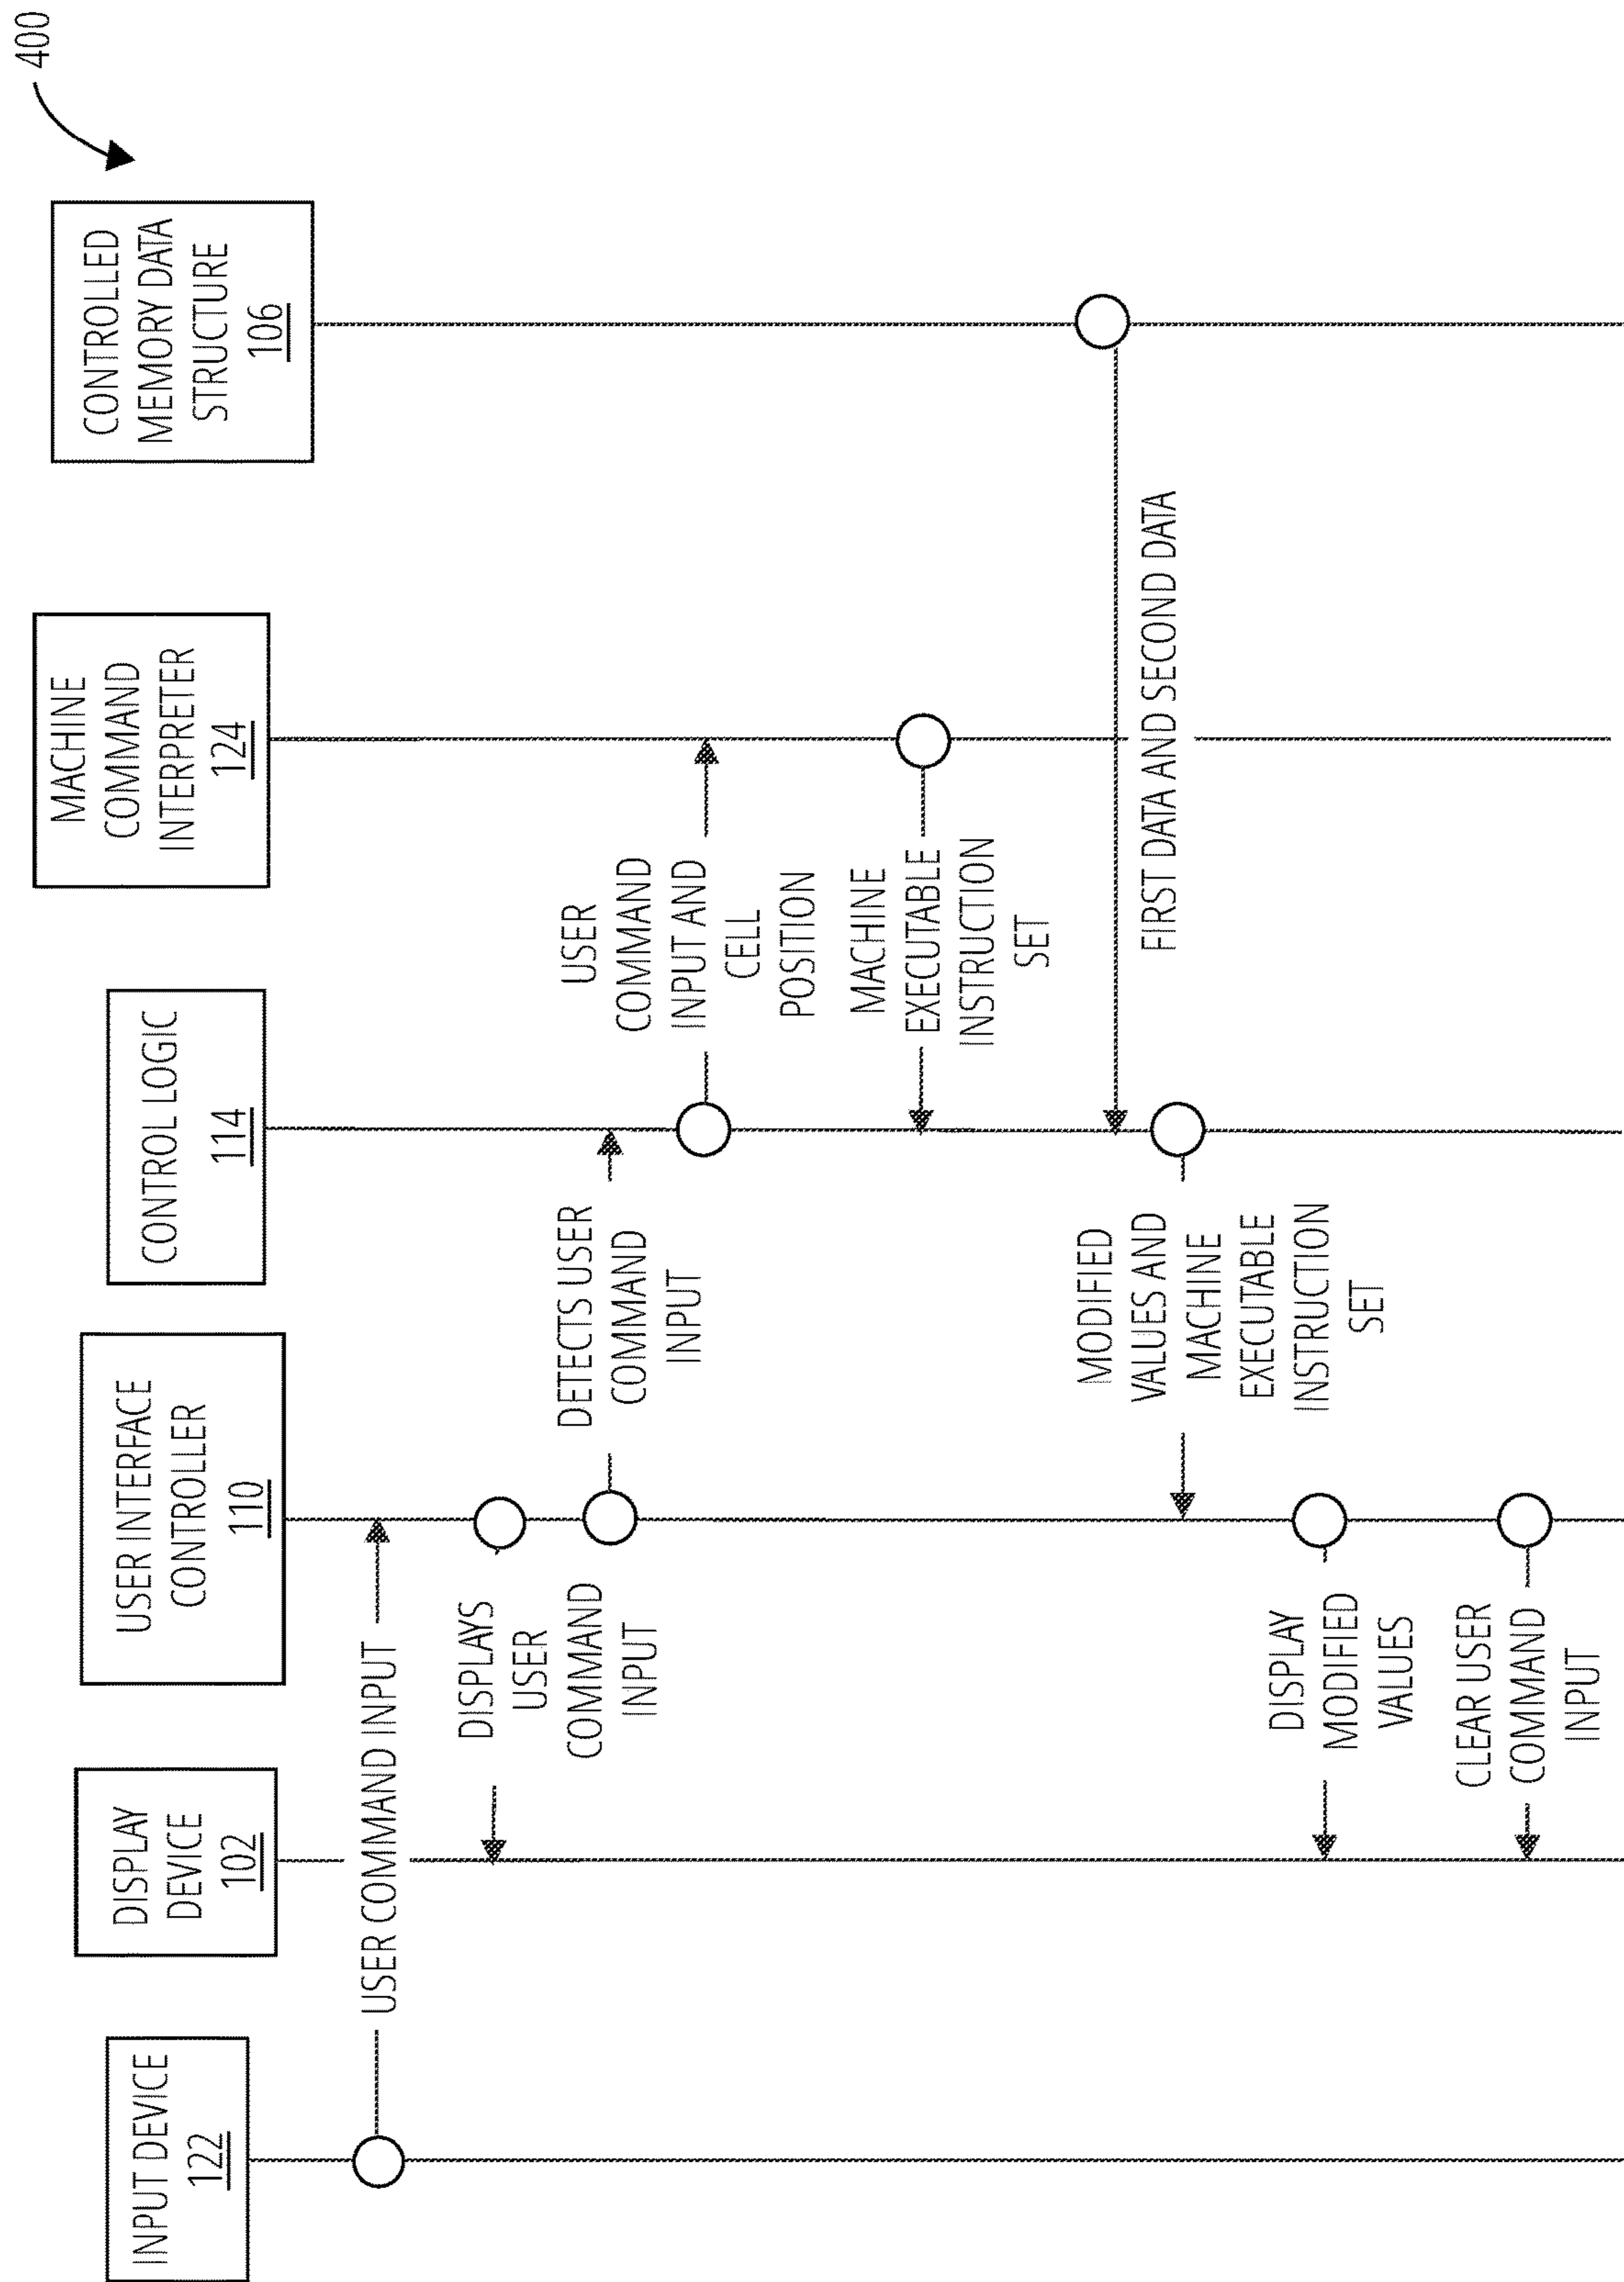 400
INPUT DEVICE
122
DISPLAY
DEVICE
102
USER INTERFACE
CONTROLLER
110
CONTROL LOGIC
114
MACHINE
COMMAND
INTERPRETER
124
CONTROLLED
MEMORY DATA
STRUCTURE
106
USER COMMAND INPUT
DISPLAYS
USER
COMMAND
INPUT
DETECTS USER
COMMAND
INPUT
USER
COMMAND
INPUT AND
CELL
POSITION
MACHINE
EXECUTABLE
INSTRUCTION
SET
FIRST DATA AND SECOND DATA
MODIFIED
VALUES AND
MACHINE
EXECUTABLE
INSTRUCTION
SET
DISPLAY
MODIFIED
VALUES
CLEAR USER
COMMAND
INPUT